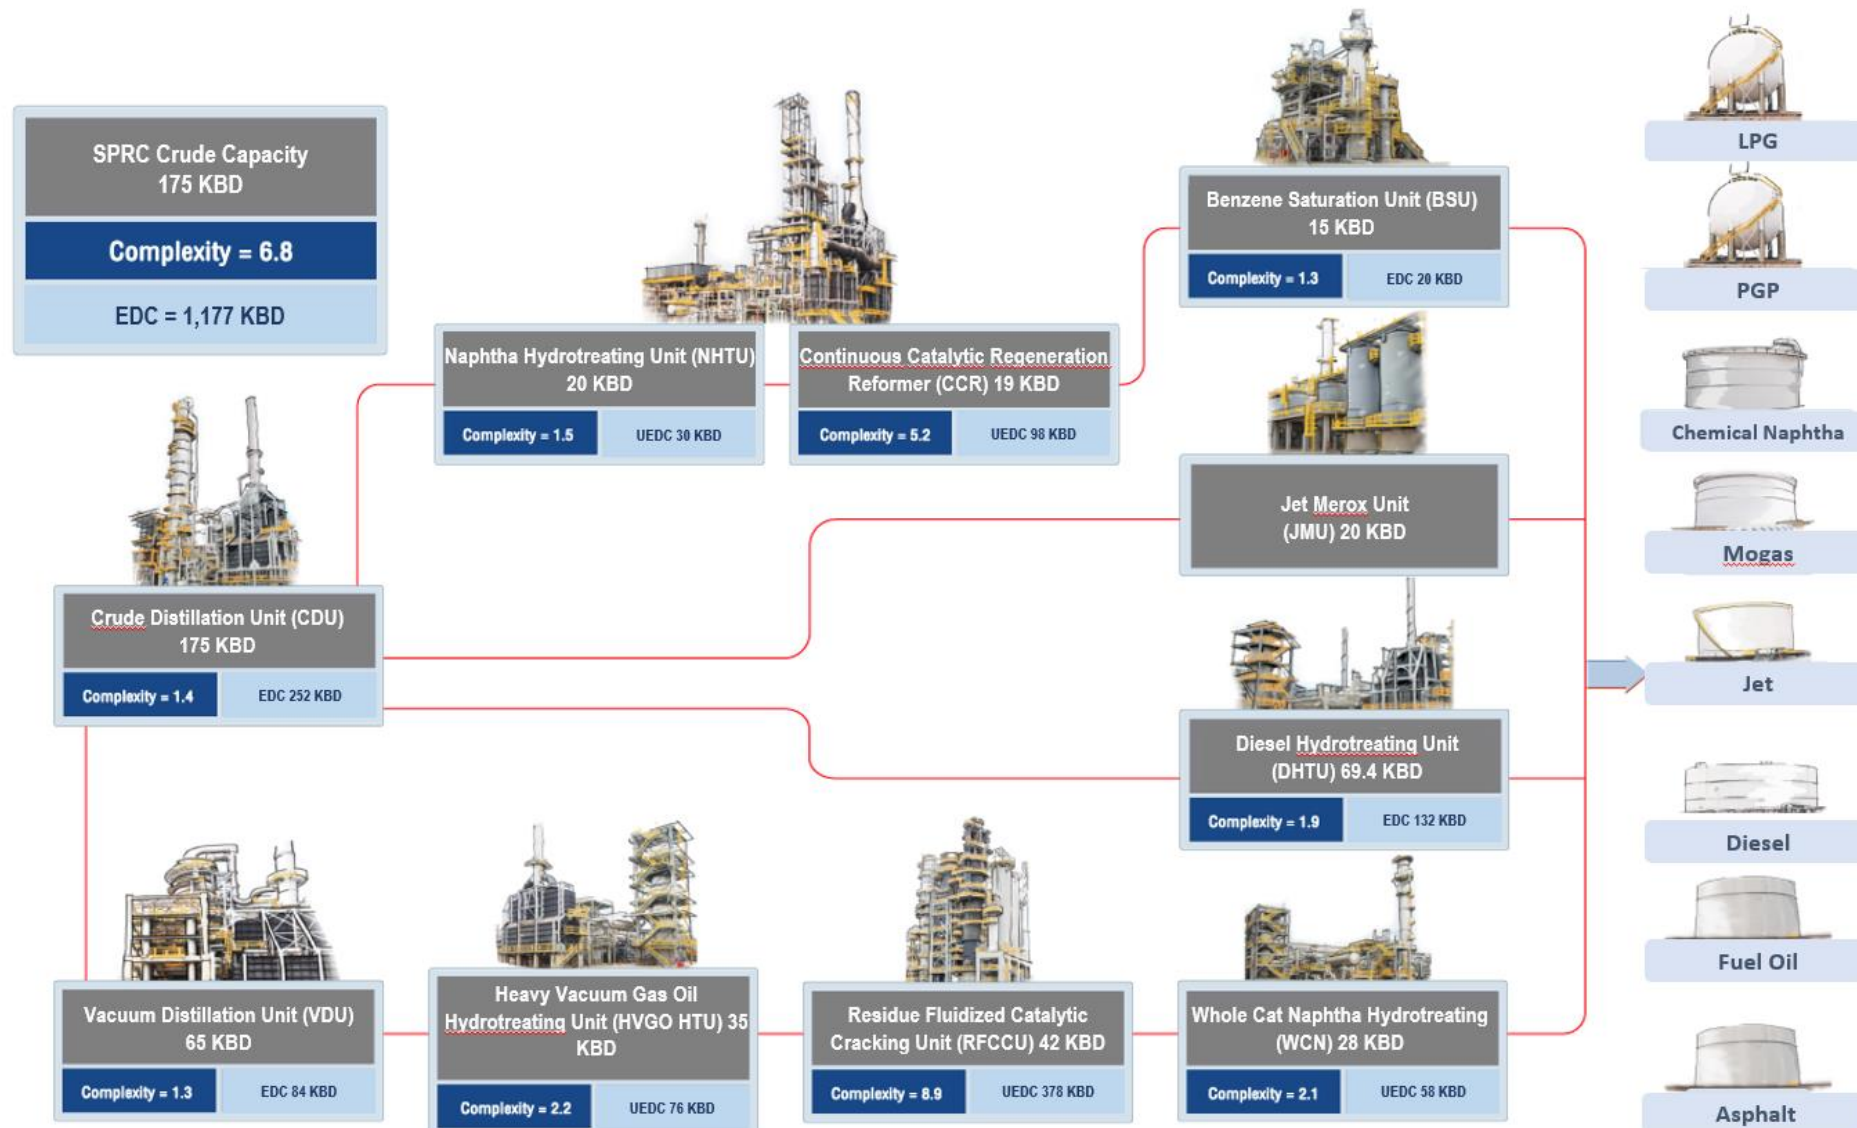 SPRC Crude Capacity
175 KBD
Complexity = 6.8
EDC = 1,177 KBD
Naphtha Hydrotreating Unit (NHTU)
20 KBD
Complexity = 1.5
UEDC 30 KBD
Continuous Catalytic Regeneration
Reformer (CCR) 19 KBD
Complexity = 5.2
UEDC 98 KBD
Benzene Saturation Unit (BSU)
15 KBD
Complexity = 1.3
EDC 20 KBD
Jet Merox Unit
(JMU) 20 KBD
Crude Distillation Unit (CDU)
175 KBD
Complexity = 1.4
EDC 252 KBD
Diesel Hydrotreating Unit
(DHTU) 69.4 KBD
Complexity = 1.9
EDC 132 KBD
Vacuum Distillation Unit (VDU)
65 KBD
Complexity = 1.3
EDC 84 KBD
Heavy Vacuum Gas Oil
Hydrotreating Unit (HVGO HTU) 35
KBD
Complexity = 2.2
UEDC 76 KBD
Residue Fluidized Catalytic
Cracking Unit (RFCCU) 42 KBD
Complexity = 8.9
UEDC 378 KBD
Whole Cat Naphtha Hydrotreating
(WCN) 28 KBD
Complexity = 2.1
UEDC 58 KBD
LPG
PGP
Chemical Naphtha
Mogas
Jet
Diesel
Fuel Oil
Asphalt